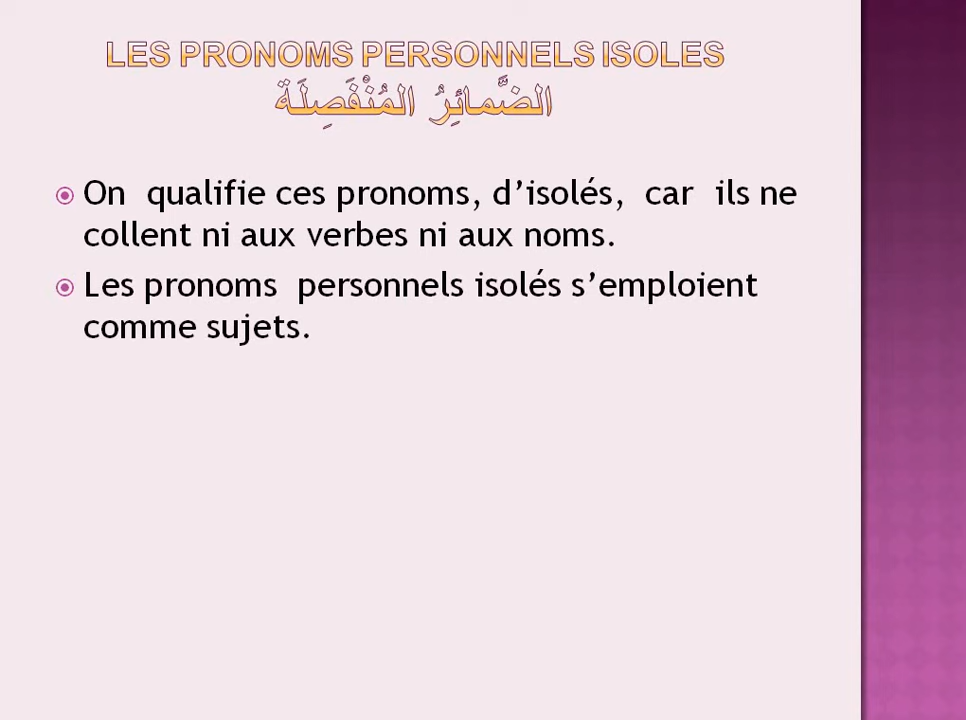 LES PRONOMS PERSONNELS ISOLES
الضَّمائِرُ المُنْفَصِلَة
On qualifie ces pronoms, d’isolés, car ils ne
collent ni aux verbes ni aux noms.
Les pronoms personnels isolés s’emploient
comme sujets.